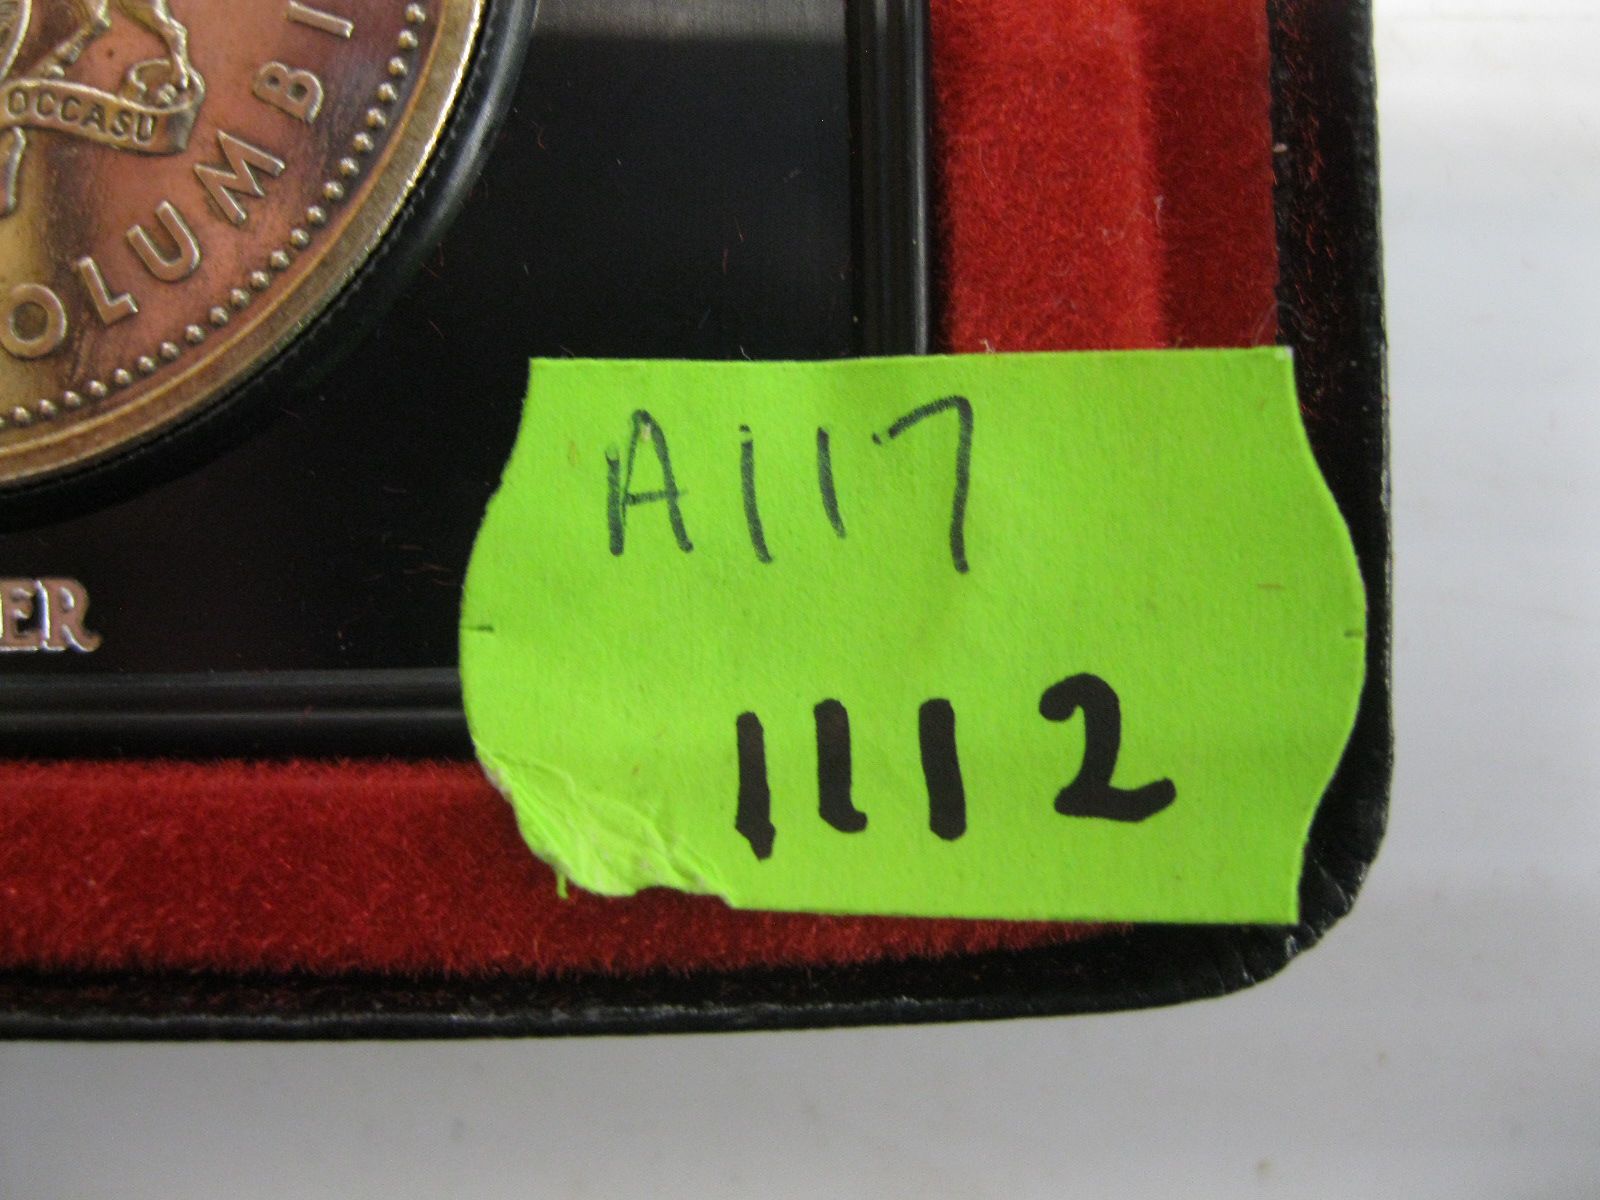 OCCASU
OLUMBI
ER
A117
1112